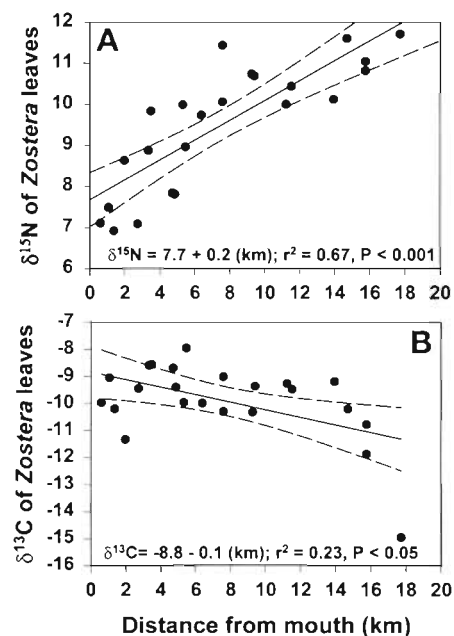 A
12
11
10
9
8
7
6
δ15N of Zostera leaves
δ15N = 7.7 + 0.2 (km); r2 = 0.67, P < 0.001
0 2 4 6 8 10 12 14 16 18 20
B
-7
-8
-9
-10
-11
-12
-13
-14
-15
-16
δ13C of Zostera leaves
δ13C= -8.8 - 0.1 (km); r2 = 0.23, P < 0.05
0 2 4 6 8 10 12 14 16 18 20
Distance from mouth (km)